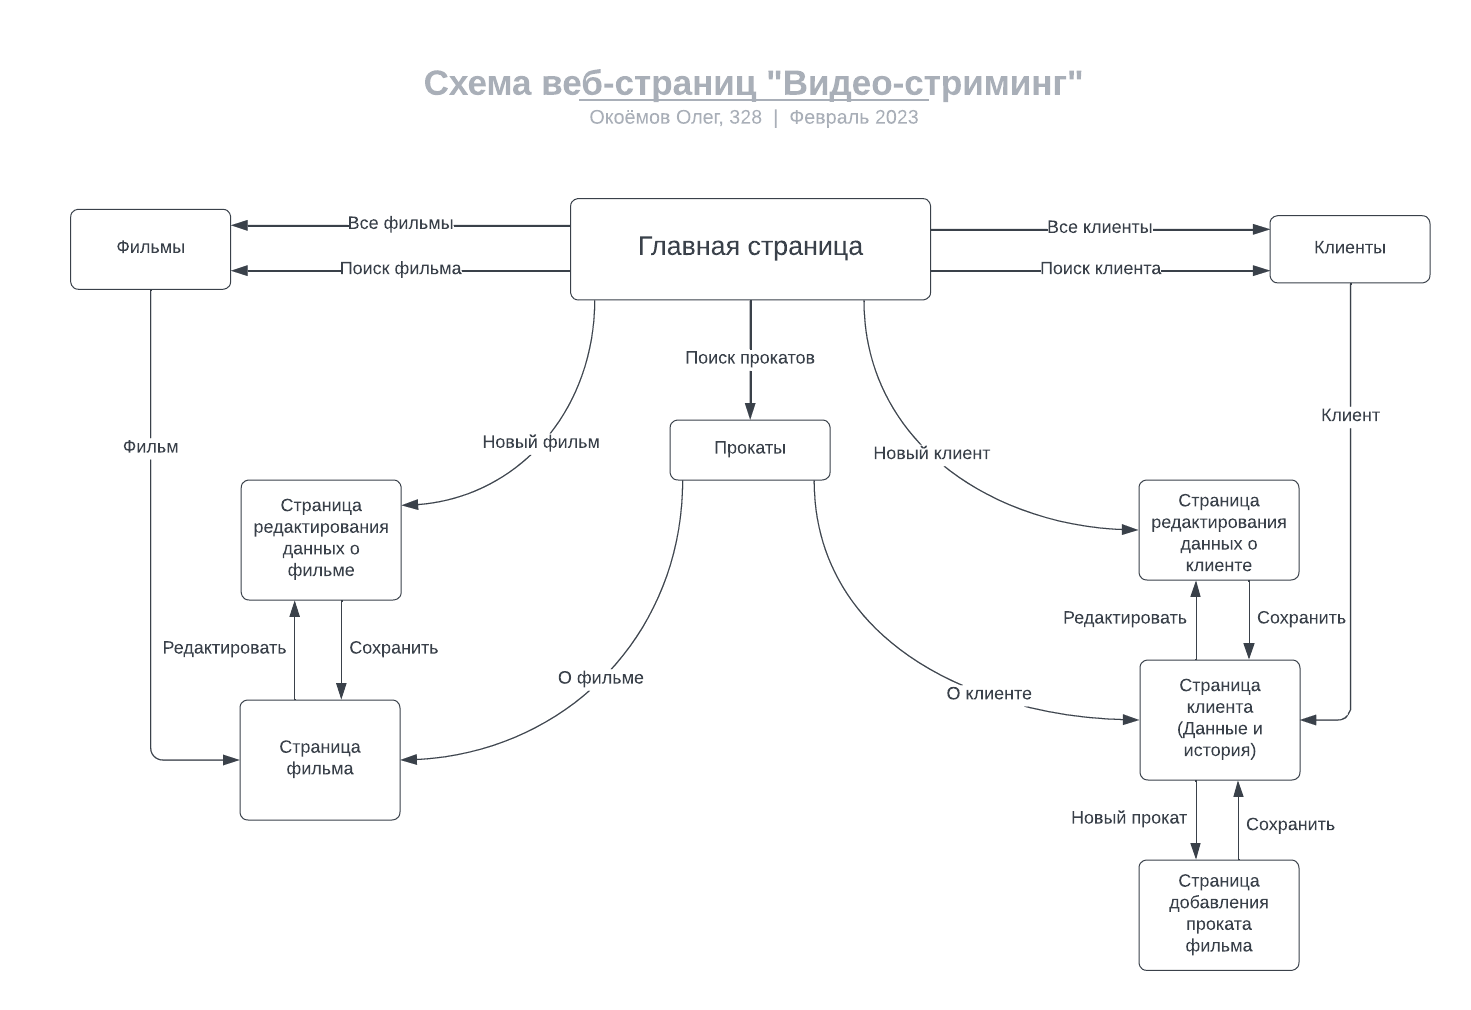 Схема веб-страниц "Видео-стриминг"
Окоёмов Олег, 328 | Февраль 2023
Фильмы
Все фильмы
Поиск фильма
Главная страница
Все клиенты
Поиск клиента
Клиенты
Поиск прокатов
Фильм
Новый фильм
Прокаты
Новый клиент
Клиент
Страница
редактирования
данных о
фильме
Страница
редактирования
данных о
клиенте
Редактировать
Сохранить
Редактировать
Сохранить
О фильме
О клиенте
Страница
фильма
Страница
клиента
(Данные и
история)
Новый прокат
Сохранить
Страница
добавления
проката
фильма